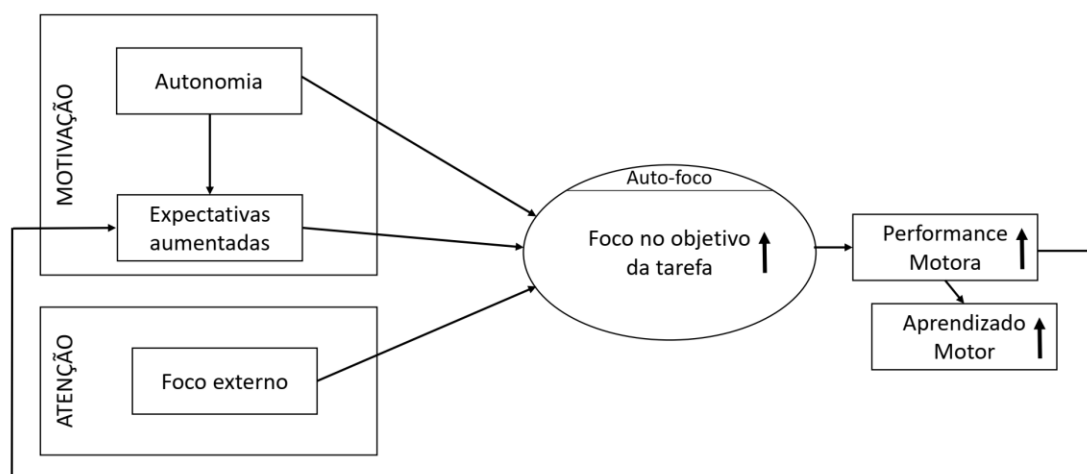 MOTIVAÇÃO
Autonomia
Expectativas
aumentadas
ATENÇÃO
Foco externo
Auto-foco
Foco no objetivo
da tarefa
Performance
Motora
Aprendizado
Motor